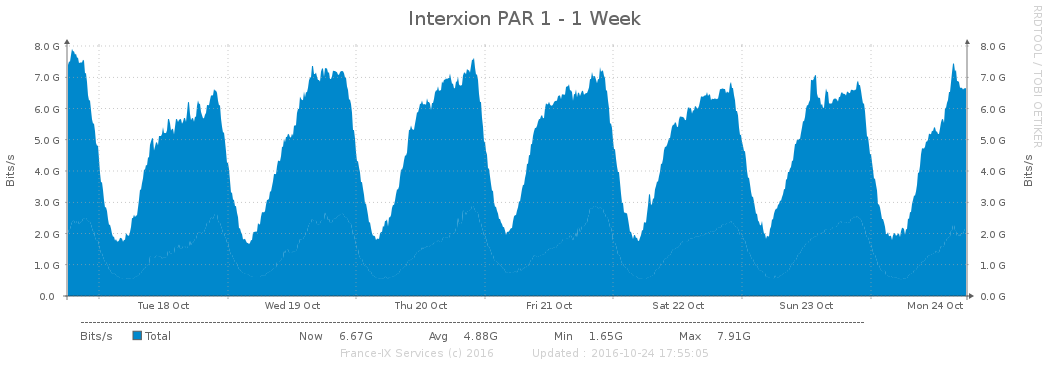 Interxion PAR 1 - 1 Week
RRDTOOL / TOBI OETIKER
8.0 G 8.0 G
7.0 G 7.0 G
6.0 G 6.0 G
5.0 G 5.0 G
4.0 G 4.0 G
3.0 G 3.0 G
2.0 G 2.0 G
1.0 G 1.0 G
0.0 0.0 G
Bits/s
Bits/s
Tue 18 Oct Wed 19 Oct Thu 20 Oct Fri 21 Oct Sat 22 Oct Sun 23 Oct Mon 24 Oct
Bits/s Total Now 6.67G Avg 4.88G Min 1.65G Max 7.91G
France-IX Services (c) 2016 Updated : 2016-10-24 17:55:05